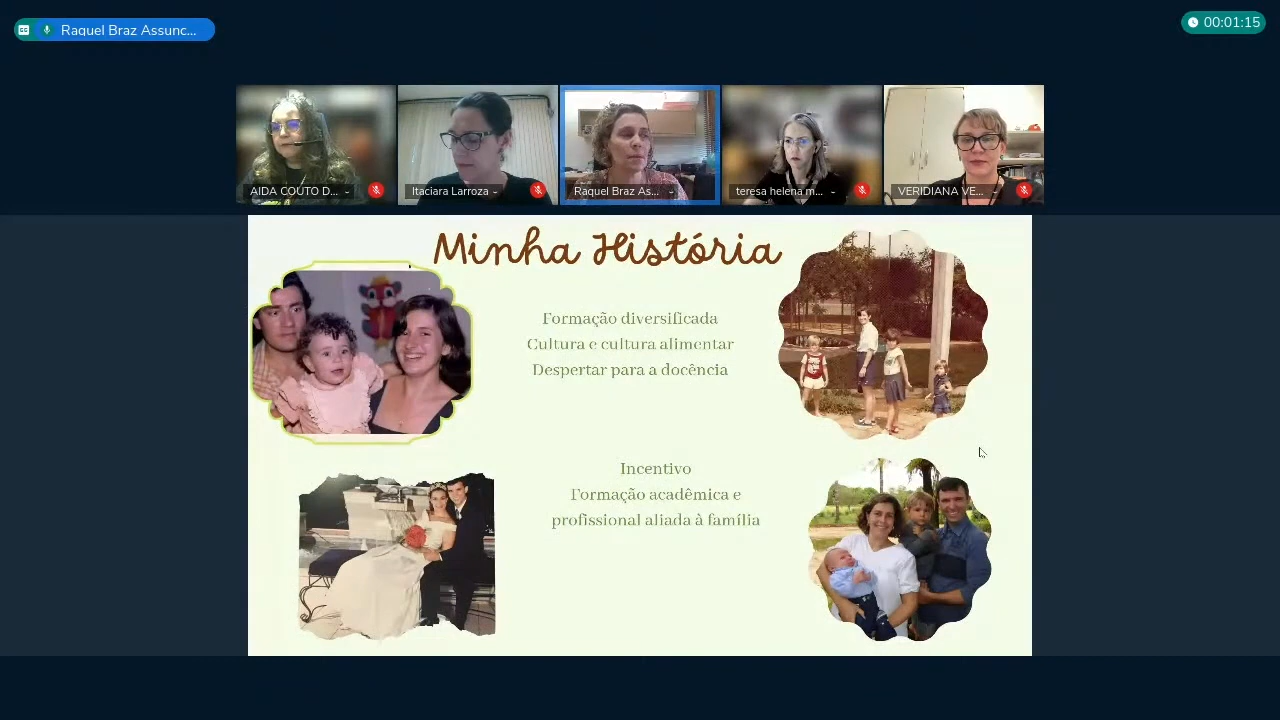 Raquel Braz Assunc...
00:01:15
AIDA COUTO D...
Itaciara Larroza
Raquel Braz As...
teresa helena m...
VERIDIANA VE...
Minha História
Formação diversificada
Cultura e cultura alimentar
Despertar para a docência
Incentivo
Formação acadêmica e
profissional aliada à família